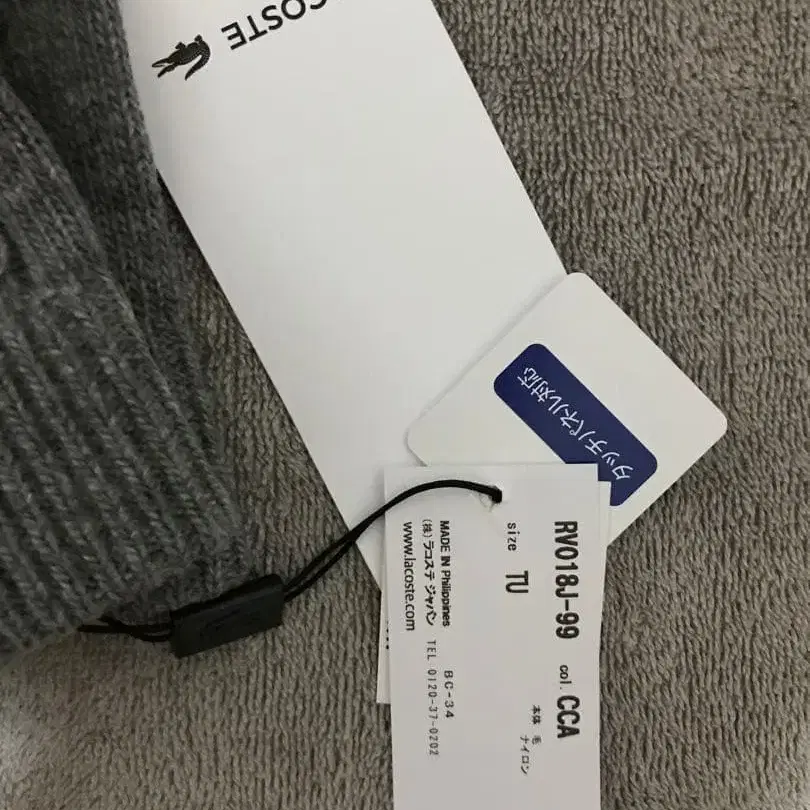 LACOSTE
タッチパネル対応
RV018J-99 col. CCA
size TU
本体 毛
ナイロン
MADE IN Philippines BC-34
(株)ラコステ ジャパン TEL 0120-37-0202
www.lacoste.com